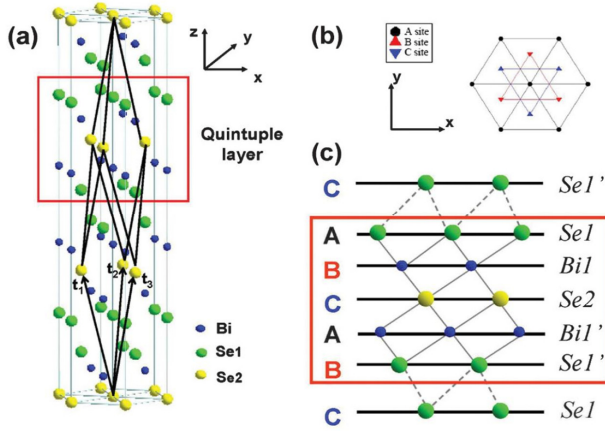 (a)
z
y
x
Quintuple
layer
t1
t2
t3
Bi
Se1
Se2
(b)
A site
B site
C site
y
x
(c)
C Se1'
A Se1
B Bi1
C Se2
A Bi1'
B Se1'
C Se1